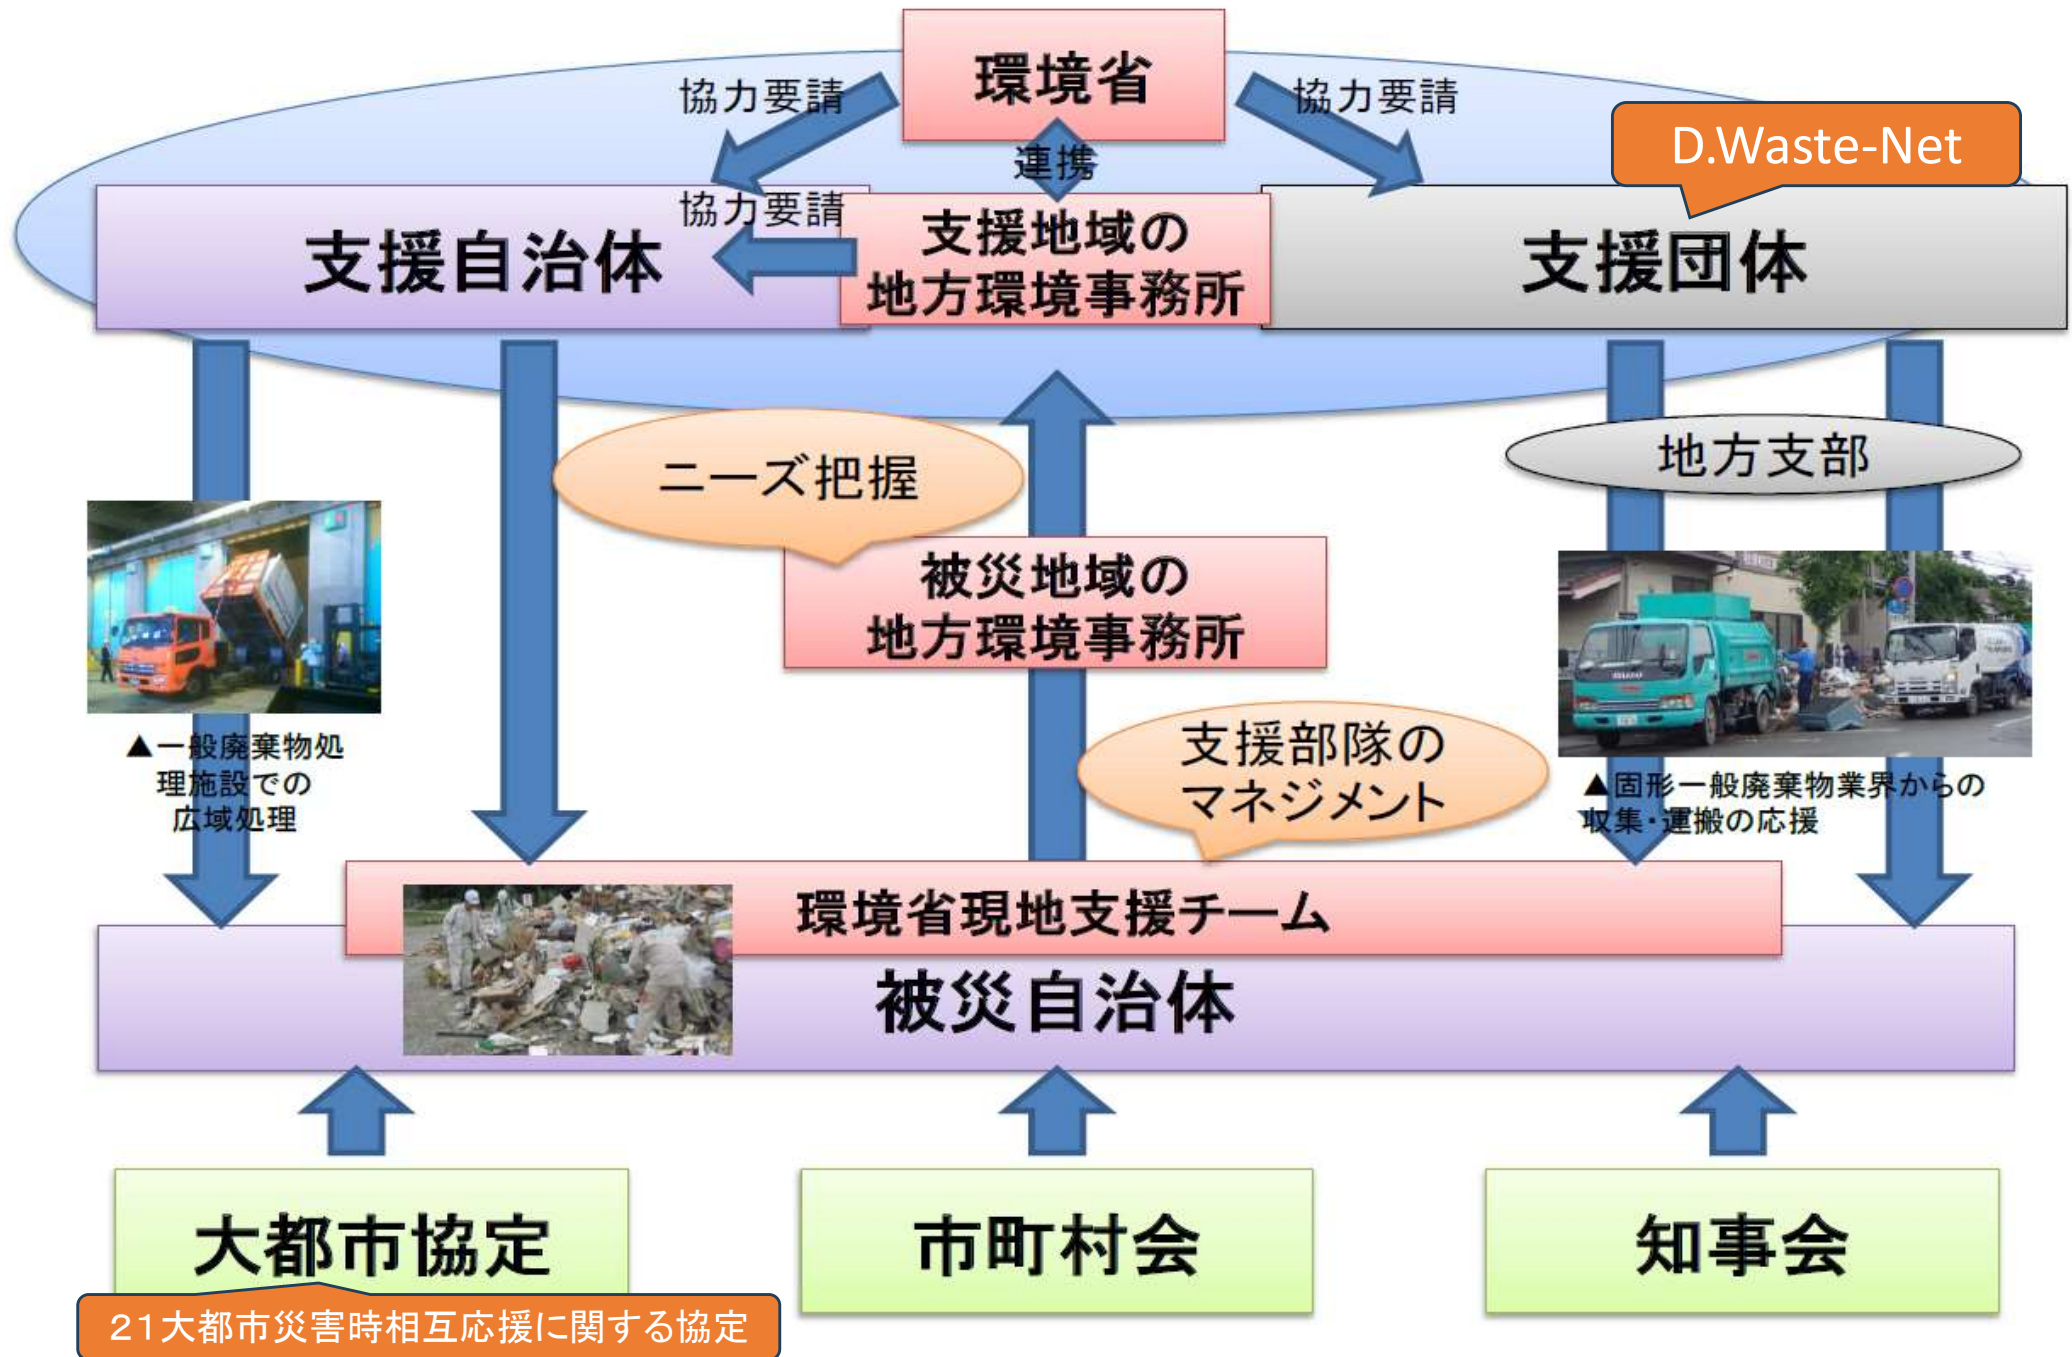 環境省
協力要請
協力要請
D.Waste-Net
連携
協力要請
支援自治体
支援地域の
地方環境事務所
支援団体
ニーズ把握
地方支部
被災地域の
地方環境事務所
▲一般廃棄物処
理施設での
広域処理
支援部隊の
マネジメント
▲固形一般廃棄物業界からの
収集・運搬の応援
環境省現地支援チーム
被災自治体
大都市協定
市町村会
知事会
21大都市災害時相互応援に関する協定